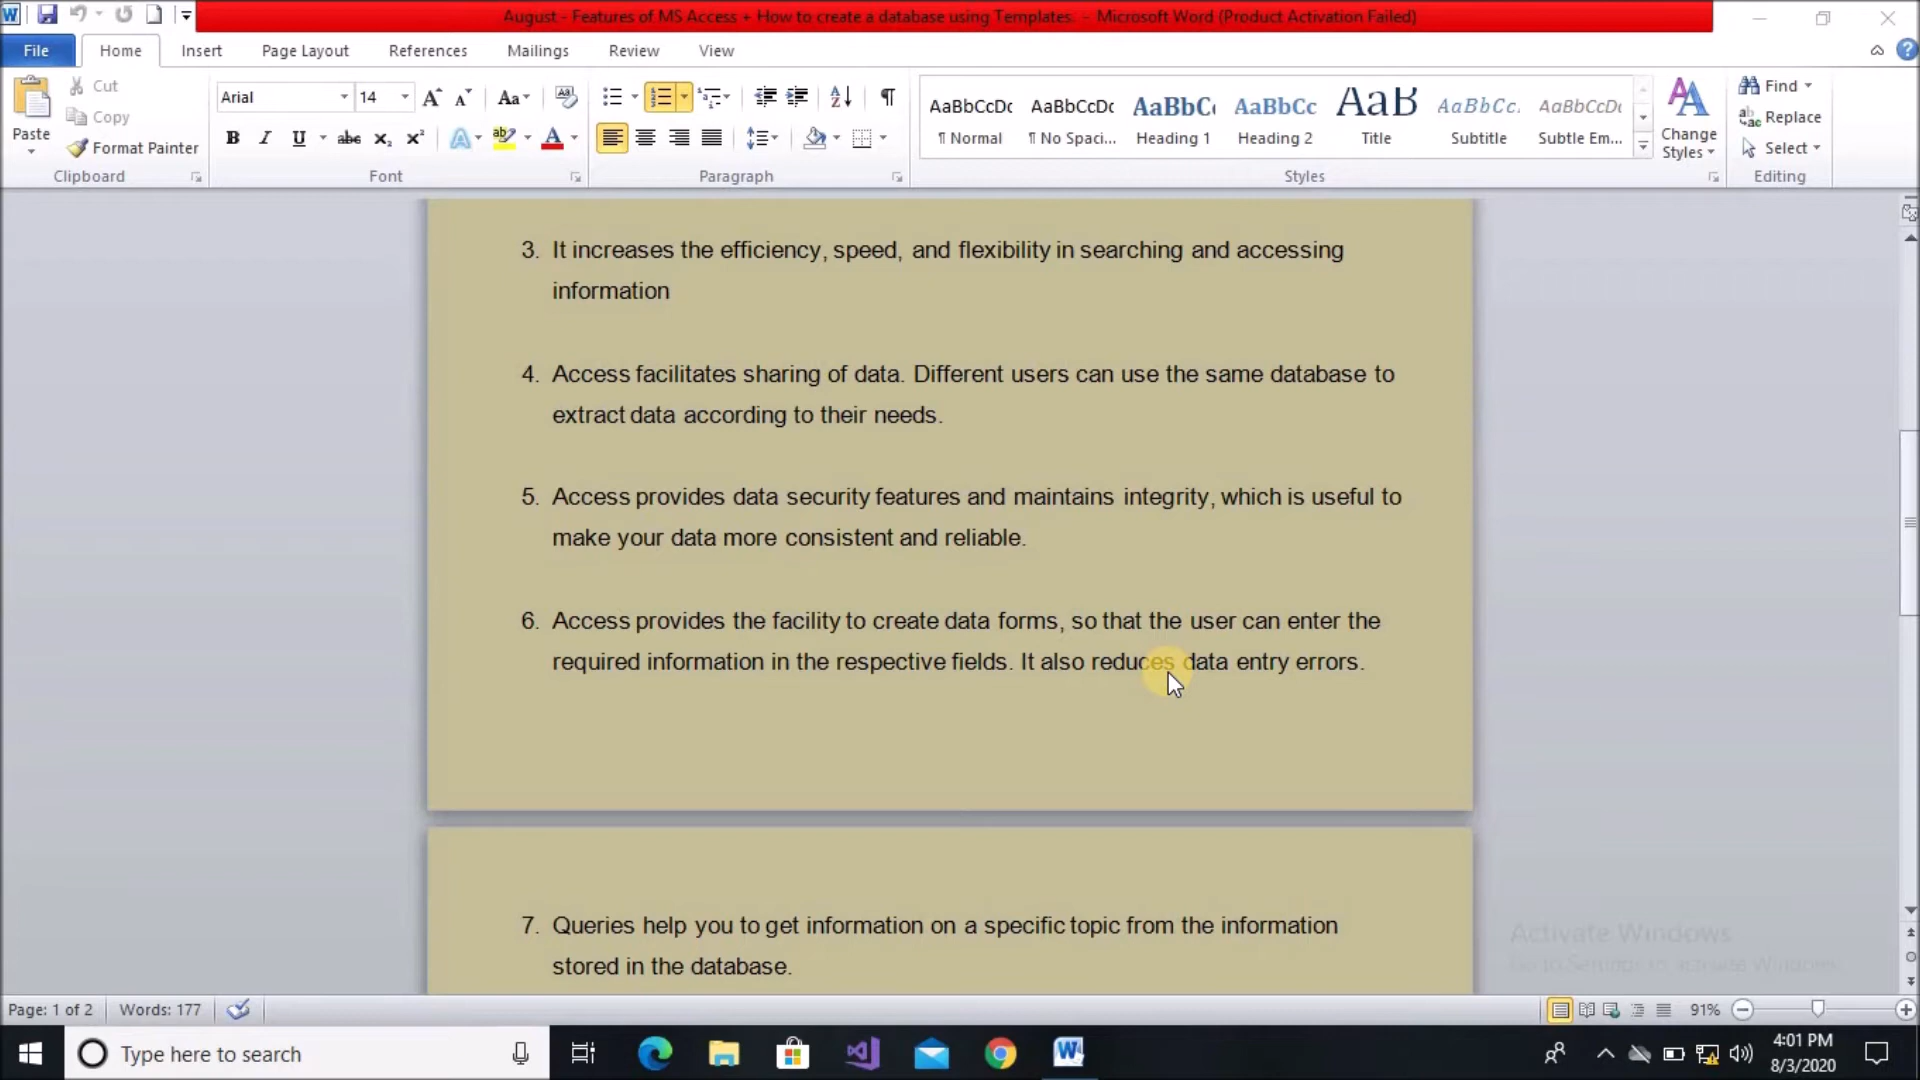 August - Features of MS Access + How to create a database using Templates. - Microsoft Word (Product Activation Failed)
File Home Insert Page Layout References Mailings Review View
Cut
Copy
Paste
Format Painter
Clipboard
Arial 14
Font
Paragraph
AaBbCcDc AaBbCcDc AaBbC AaBbCc AaB AaBbCc. AaBbCcDc
¶ Normal ¶ No Spaci... Heading 1 Heading 2 Title Subtitle Subtle Em...
Change
Styles
Styles
Find
Replace
Select
Editing
3. It increases the efficiency, speed, and flexibility in searching and accessing
information
4. Access facilitates sharing of data. Different users can use the same database to
extract data according to their needs.
5. Access provides data security features and maintains integrity, which is useful to
make your data more consistent and reliable.
6. Access provides the facility to create data forms, so that the user can enter the
required information in the respective fields. It also reduces data entry errors.
7. Queries help you to get information on a specific topic from the information
stored in the database.
Activate Windows
Go to Settings to activate Windows.
Page: 1 of 2 Words: 177 91%
Type here to search
4:01 PM
8/3/2020